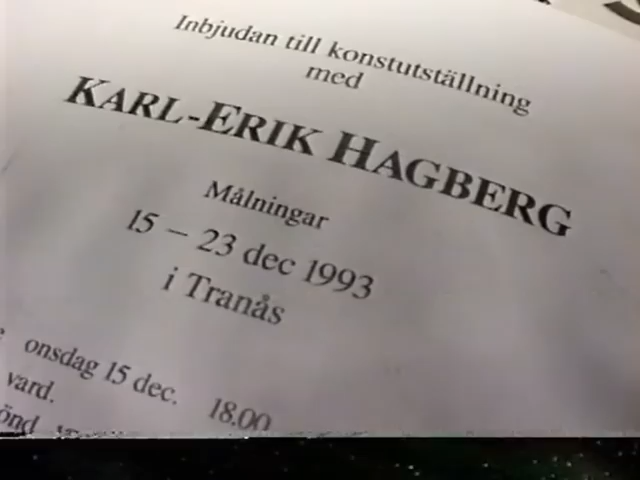 Inbjudan till konstutställning
med
KARL-ERIK HAGBERG
Målningar
15 – 23 dec 1993
i Tranås
onsdag 15 dec. 18.00
vard.